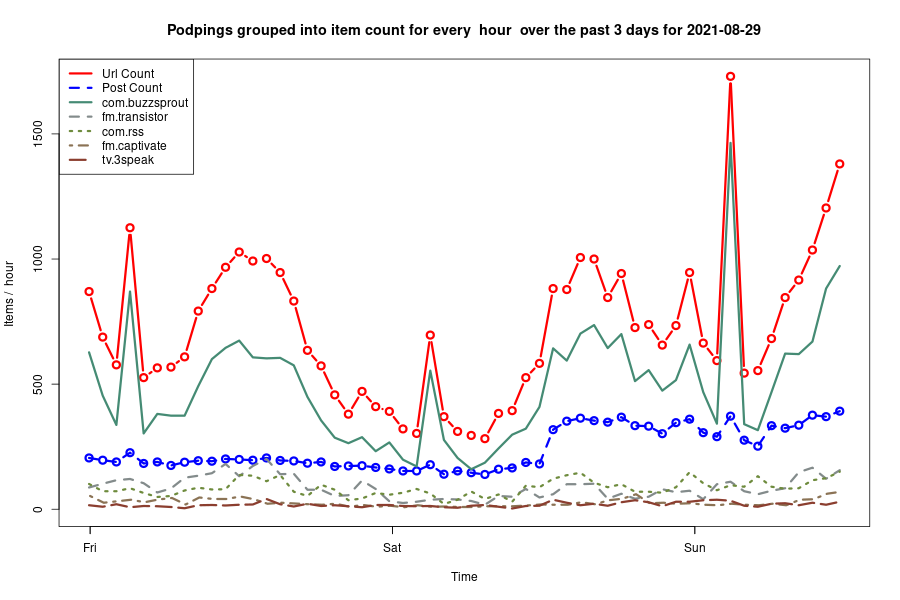 Podpings grouped into item count for every  hour  over the past 3 days for 2021-08-29
Url Count
Post Count
com.buzzsprout
fm.transistor
com.rss
fm.captivate
tv.3speak
1500
1000
500
0
Items /  hour
Fri
Sat
Sun
Time